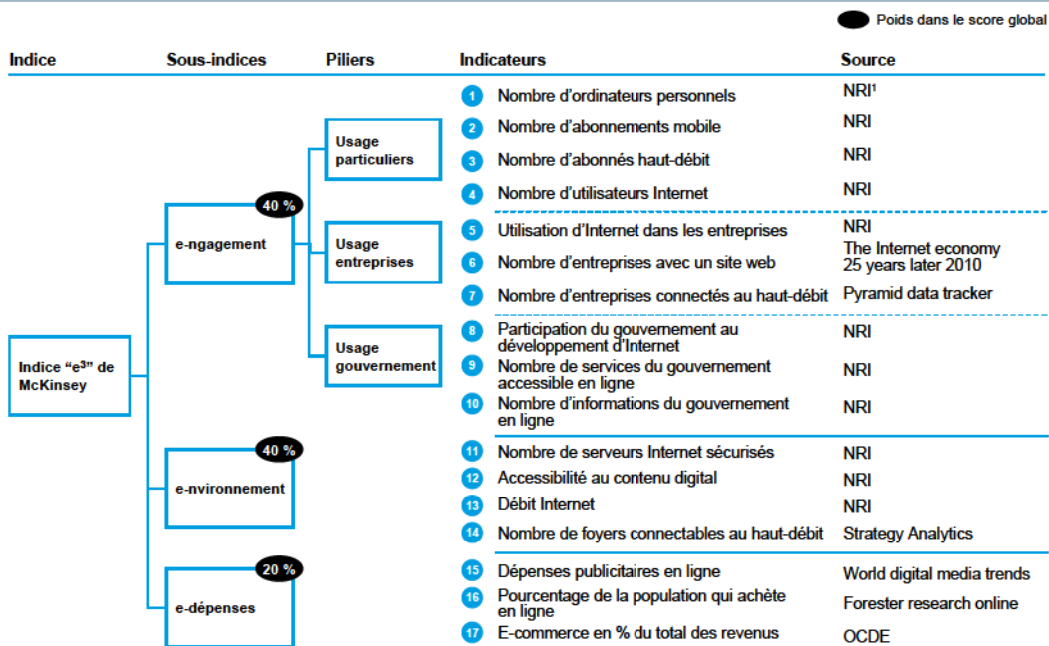 Poids dans le score global
Indice Sous-indices Piliers Indicateurs Source
1 Nombre d'ordinateurs personnels NRI¹
2 Nombre d'abonnements mobile NRI
Usage
particuliers
3 Nombre d'abonnés haut-débit NRI
4 Nombre d'utilisateurs Internet NRI
40 %
e-ngagement
5 Utilisation d'Internet dans les entreprises NRI
Usage
entreprises
6 Nombre d'entreprises avec un site web The Internet economy
25 years later 2010
7 Nombre d'entreprises connectés au haut-débit Pyramid data tracker
8 Participation du gouvernement au
développement d'Internet NRI
Usage
gouvernement
9 Nombre de services du gouvernement
accessible en ligne NRI
Indice "e³" de
McKinsey
10 Nombre d'informations du gouvernement
en ligne NRI
40 %
e-nvironnement
11 Nombre de serveurs Internet sécurisés NRI
12 Accessibilité au contenu digital NRI
13 Débit Internet NRI
14 Nombre de foyers connectables au haut-débit Strategy Analytics
20 %
e-dépenses
15 Dépenses publicitaires en ligne World digital media trends
16 Pourcentage de la population qui achète
en ligne Forester research online
17 E-commerce en % du total des revenus OCDE